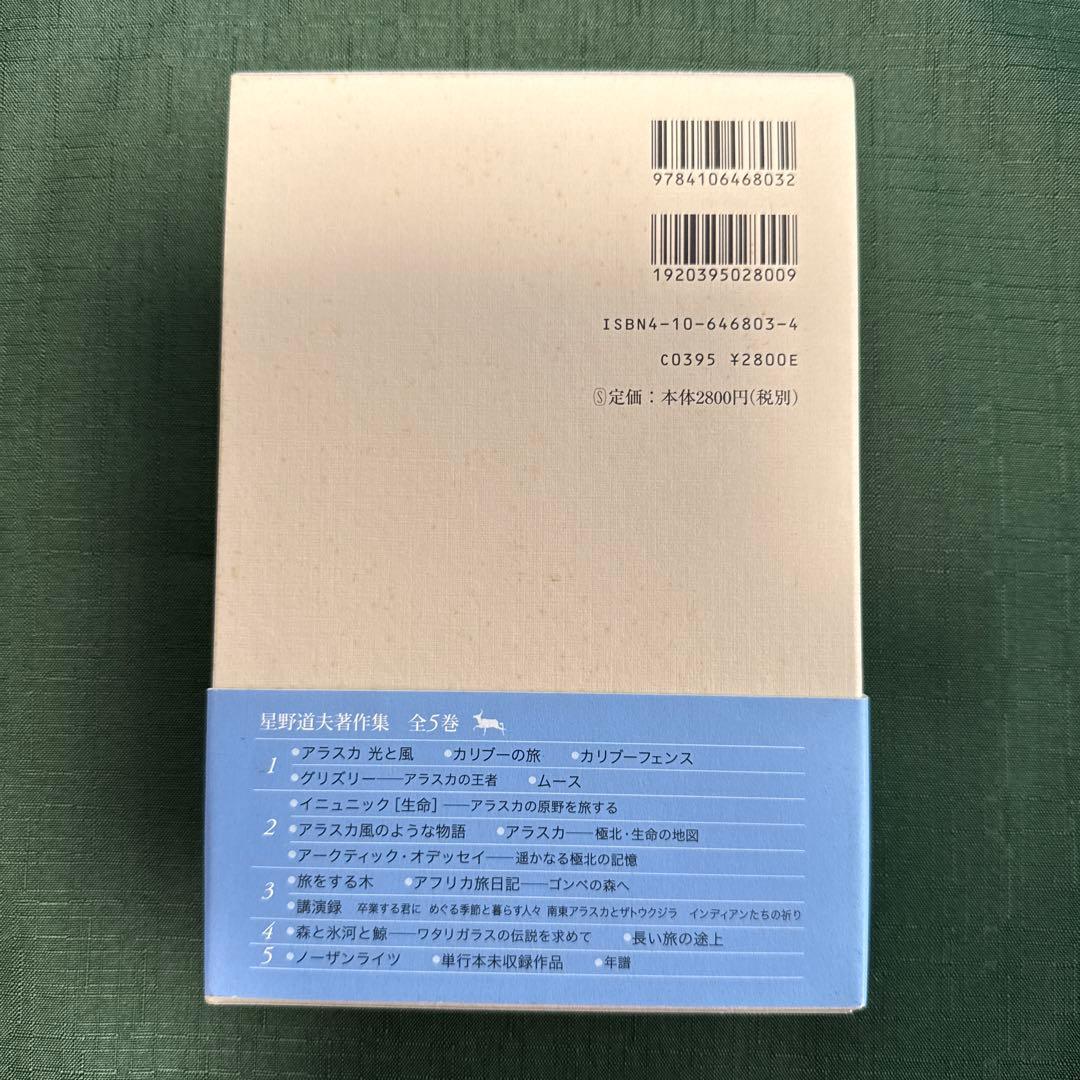 9784106468032
1920395028009
ISBN4-10-646803-4
C0395 ¥2800E
Ⓢ定価：本体2800円(税別)
星野道夫著作集 全5巻
1 ●アラスカ 光と風 ●カリブーの旅 ●カリブーフェンス
●グリズリー──アラスカの王者 ●ムース
2 ●イニュニック［生命］──アラスカの原野を旅する
●アラスカ風のような物語 ●アラスカ──極北・生命の地図
●アークティック・オデッセイ──遥かなる極北の記憶
3 ●旅をする木 ●アフリカ旅日記──ゴンベの森へ
●講演録 卒業する君に めぐる季節と暮らす人々 南東アラスカとザトウクジラ インディアンたちの祈り
4 ●森と氷河と鯨──ワタリガラスの伝説を求めて ●長い旅の途上
5 ●ノーザンライツ ●単行本未収録作品 ●年譜